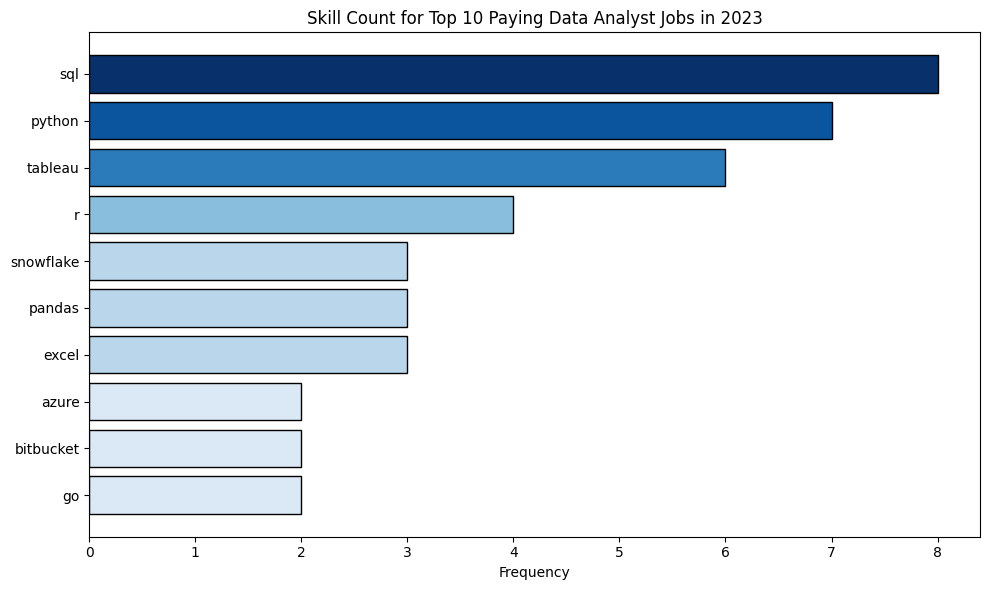 Skill Count for Top 10 Paying Data Analyst Jobs in 2023
sql
python
tableau
r
snowflake
pandas
excel
azure
bitbucket
go
0 1 2 3 4 5 6 7 8
Frequency